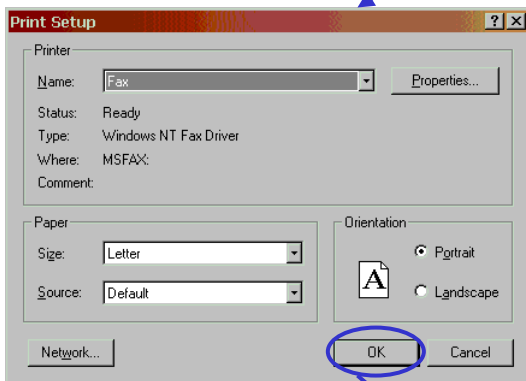 Print Setup
Printer
Name: Fax Properties...
Status: Ready
Type: Windows NT Fax Driver
Where: MSFAX:
Comment:
Paper
Size: Letter
Source: Default
Orientation
A
Portrait
Landscape
Network... OK Cancel